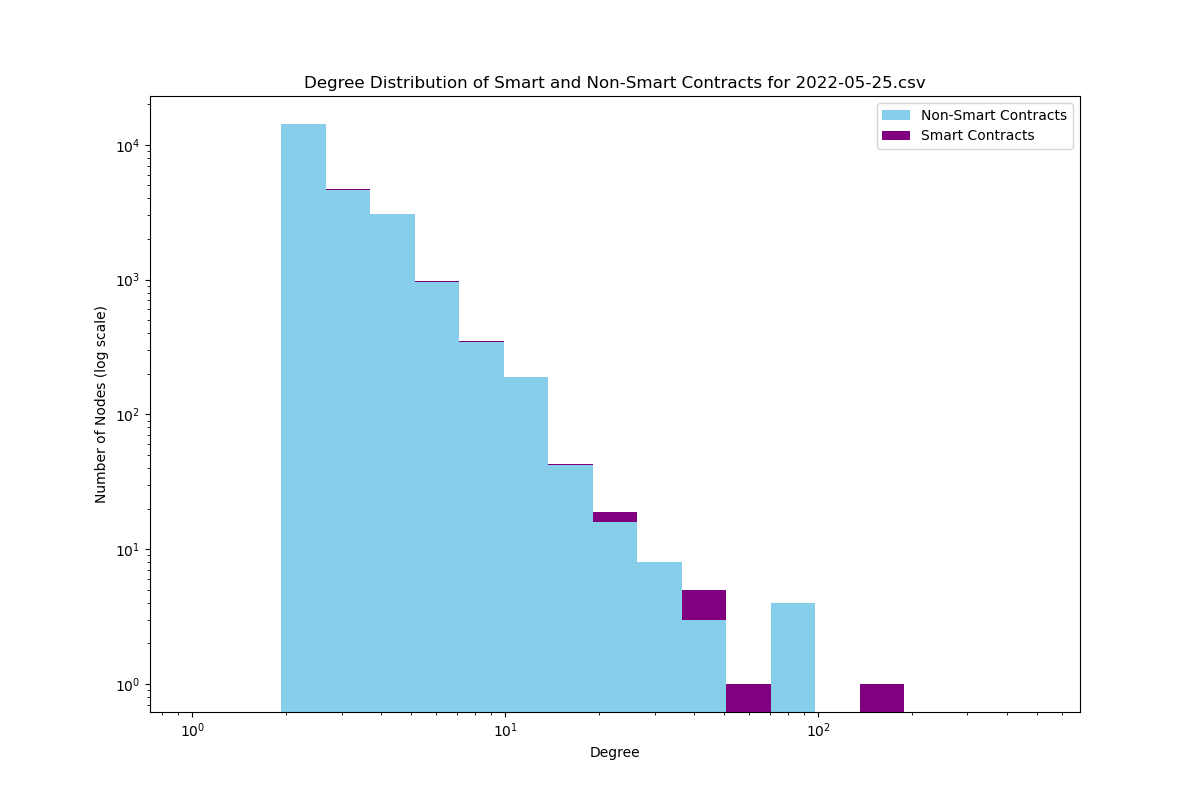 Degree Distribution of Smart and Non-Smart Contracts for 2022-05-25.csv
Non-Smart Contracts
Smart Contracts
Number of Nodes (log scale)
10^4
10^3
10^2
10^1
10^0
10^0 10^1 10^2
Degree